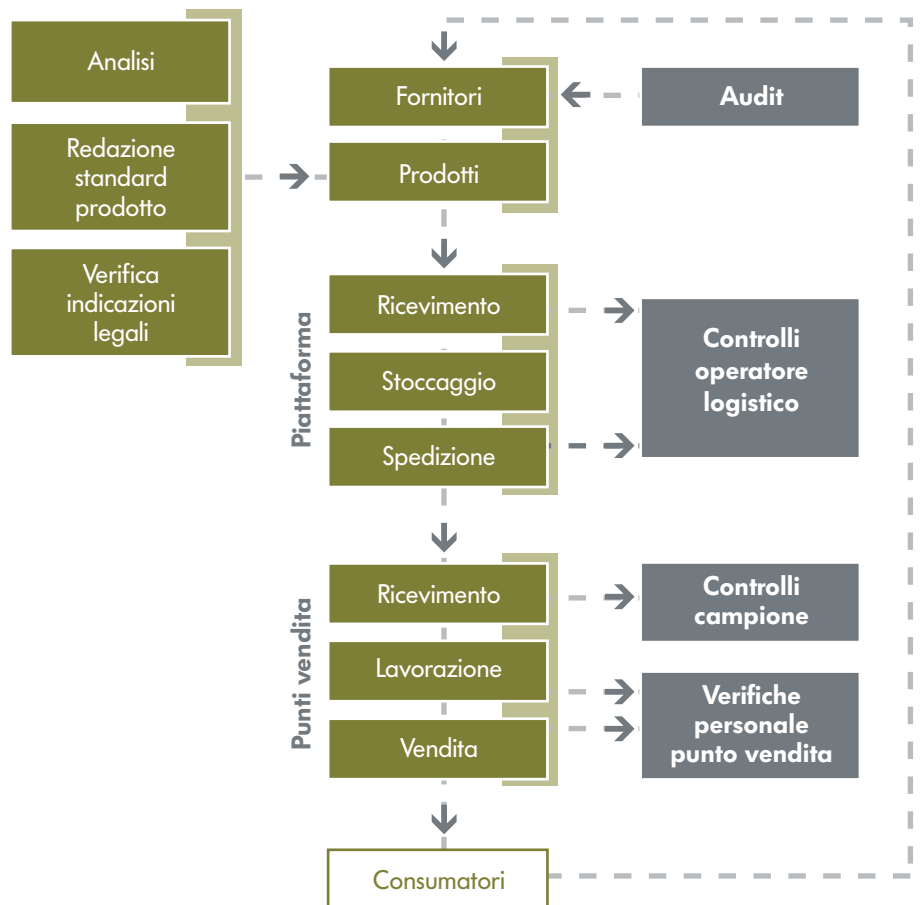 Analisi
Redazione
standard
prodotto
Verifica
indicazioni
legali
Fornitori
Prodotti
Audit
Piattaforma
Ricevimento
Stoccaggio
Spedizione
Controlli
operatore
logistico
Punti vendita
Ricevimento
Lavorazione
Vendita
Controlli
campione
Verifiche
personale
punto vendita
Consumatori